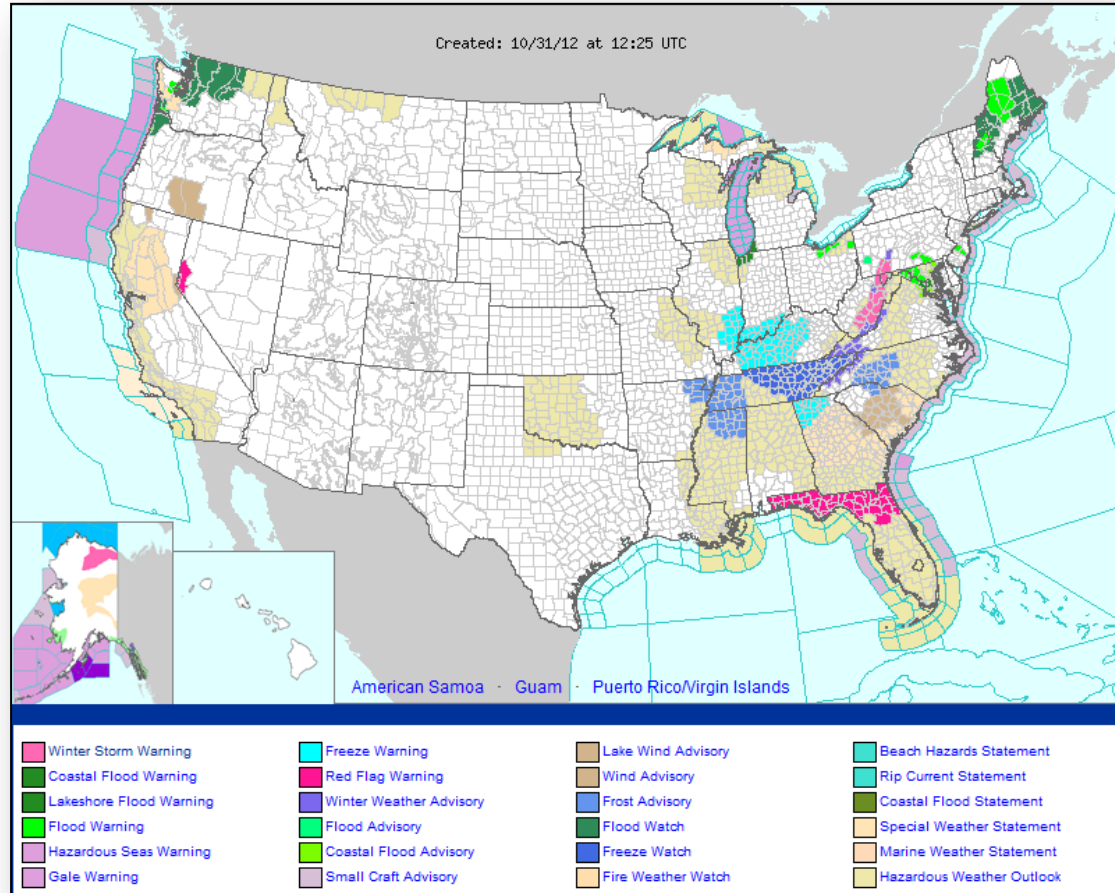 Created: 10/31/12 at 12:25 UTC
American Samoa · Guam · Puerto Rico/Virgin Islands
Winter Storm Warning
Coastal Flood Warning
Lakeshore Flood Warning
Flood Warning
Hazardous Seas Warning
Gale Warning
Freeze Warning
Red Flag Warning
Winter Weather Advisory
Flood Advisory
Coastal Flood Advisory
Small Craft Advisory
Lake Wind Advisory
Wind Advisory
Frost Advisory
Flood Watch
Freeze Watch
Fire Weather Watch
Beach Hazards Statement
Rip Current Statement
Coastal Flood Statement
Special Weather Statement
Marine Weather Statement
Hazardous Weather Outlook